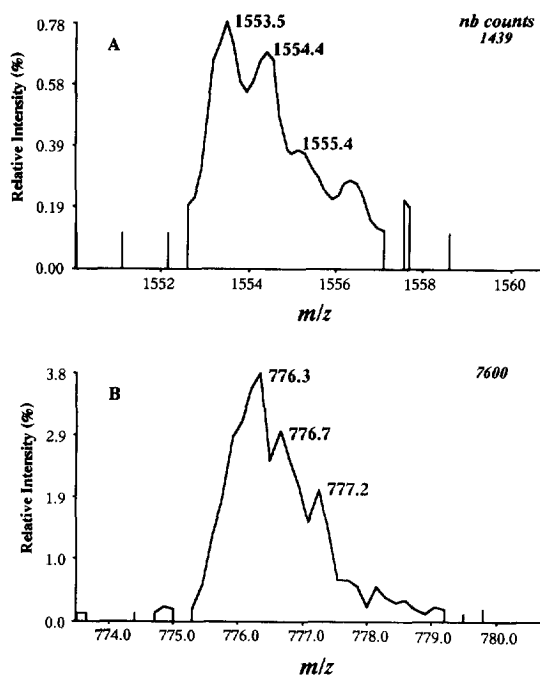 1553.5
nb counts
1439
A
1554.4
1555.4
Relative Intensity (%)
0.78
0.58
0.39
0.19
0.00
1552 1554 1556 1558 1560
m/z
776.3
7600
B
776.7
777.2
Relative Intensity (%)
3.8
2.9
1.9
1.0
0.0
774.0 775.0 776.0 777.0 778.0 779.0 780.0
m/z